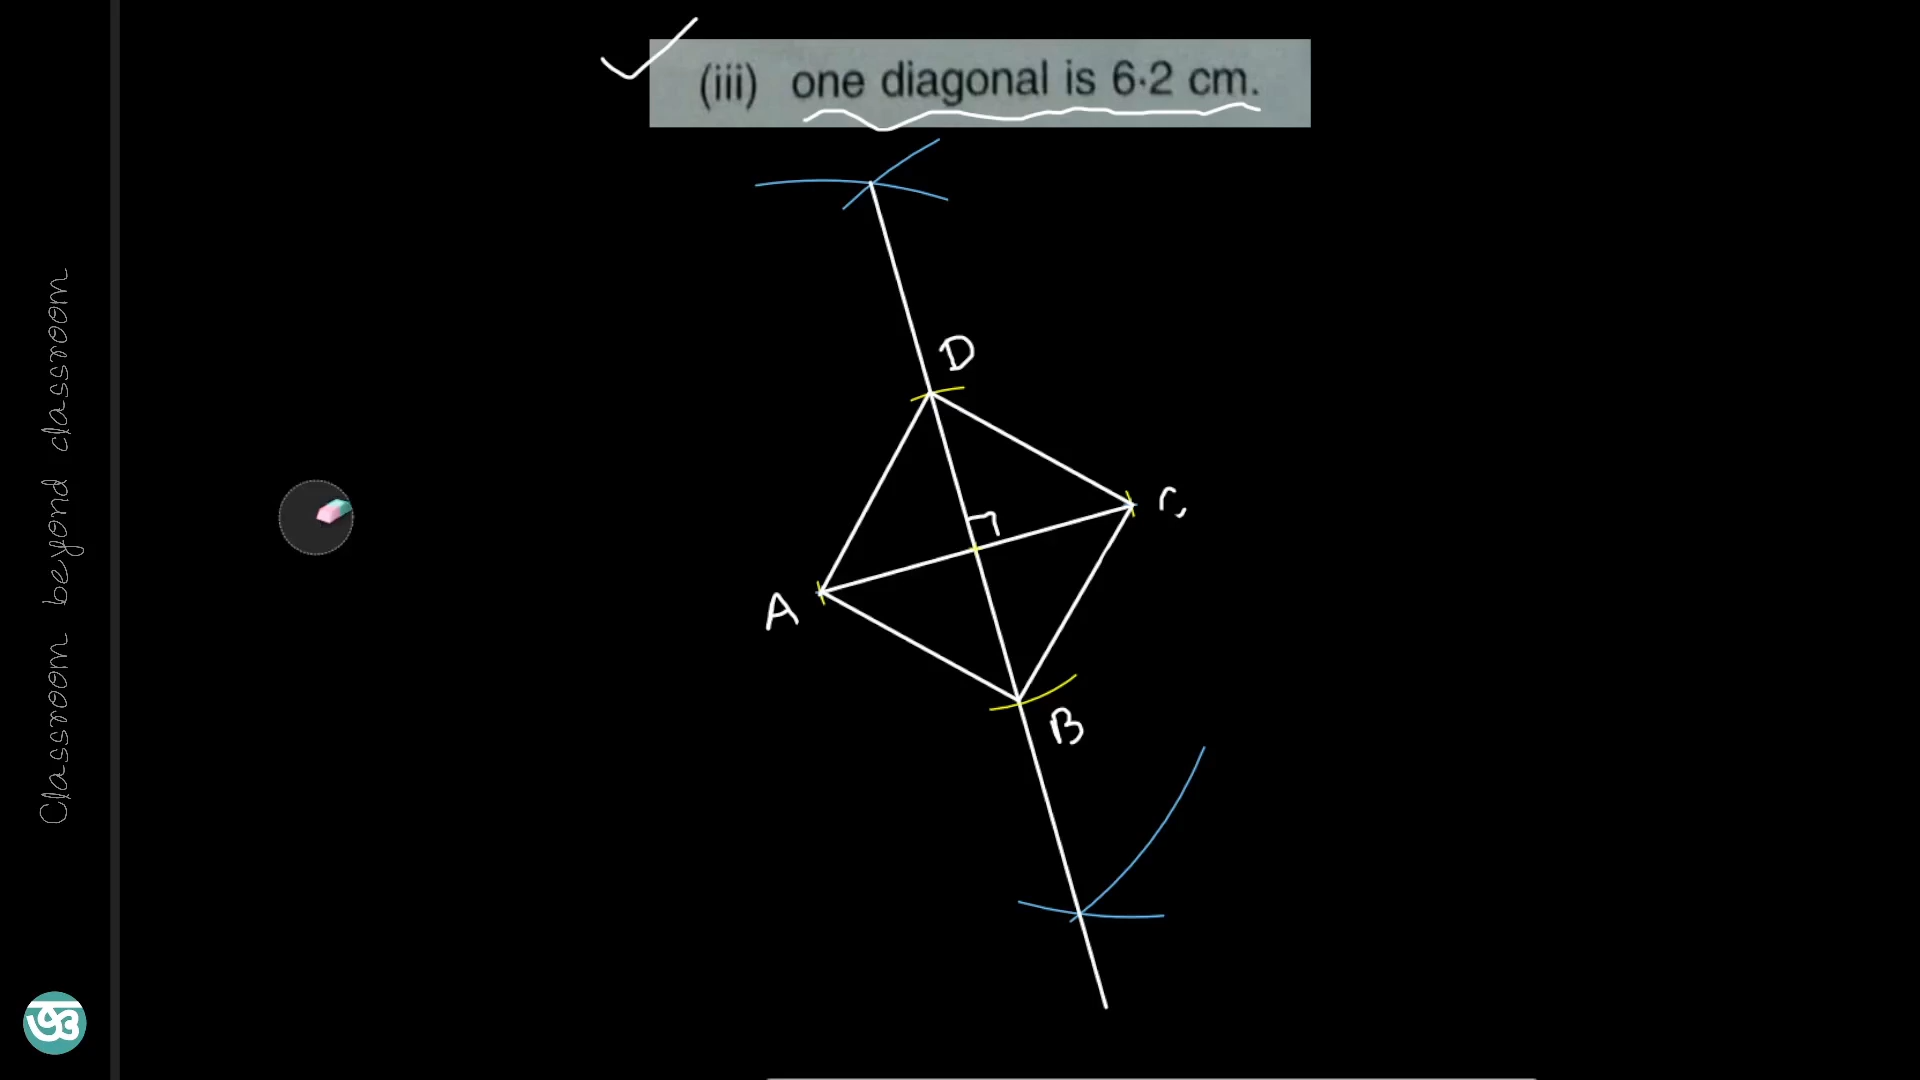 (iii) one diagonal is 6·2 cm.
D
C
A
B
Classroom beyond classroom